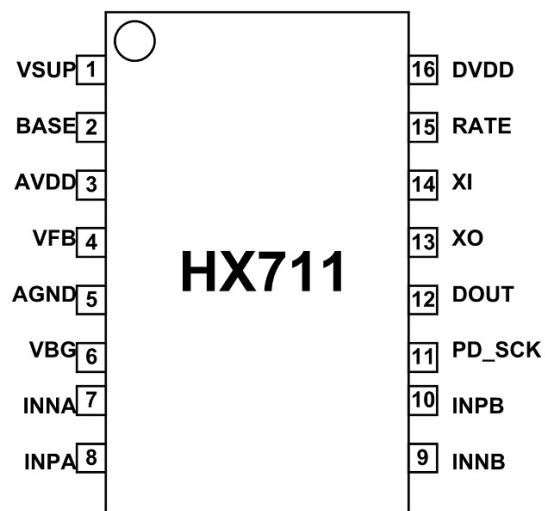 VSUP 1
BASE 2
AVDD 3
VFB 4
AGND 5
VBG 6
INNA 7
INPA 8
HX711
16 DVDD
15 RATE
14 XI
13 XO
12 DOUT
11 PD_SCK
10 INPB
9 INNB